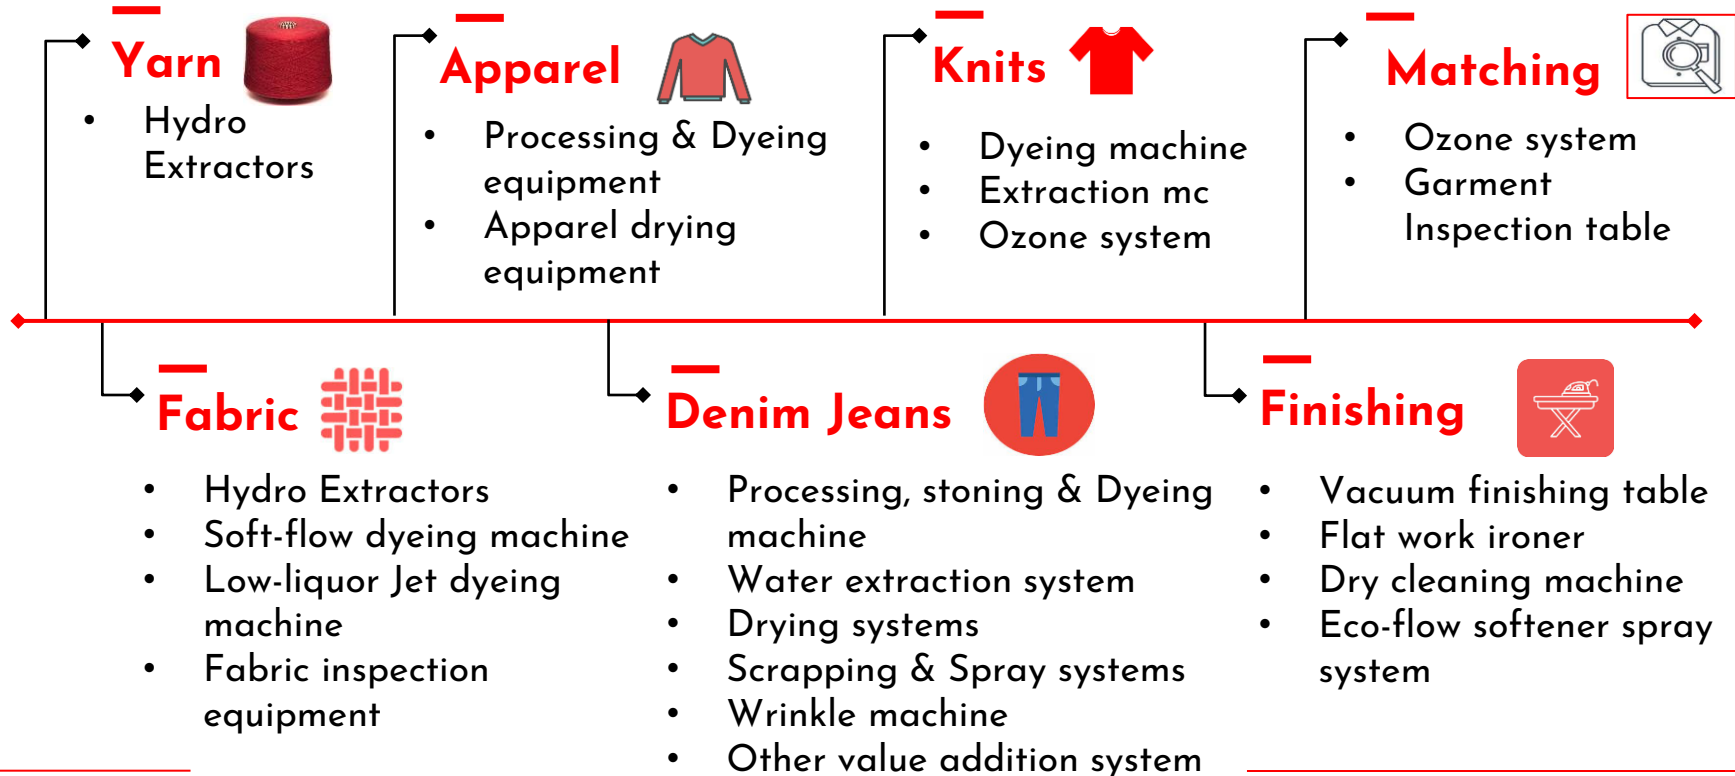 Yarn
• Hydro
Extractors
Apparel
• Processing & Dyeing
equipment
• Apparel drying
equipment
Knits
• Dyeing machine
• Extraction mc
• Ozone system
Matching
• Ozone system
• Garment
Inspection table
Fabric
• Hydro Extractors
• Soft-flow dyeing machine
• Low-liquor Jet dyeing
machine
• Fabric inspection
equipment
Denim Jeans
• Processing, stoning & Dyeing
machine
• Water extraction system
• Drying systems
• Scrapping & Spray systems
• Wrinkle machine
• Other value addition system
Finishing
• Vacuum finishing table
• Flat work ironer
• Dry cleaning machine
• Eco-flow softener spray
system